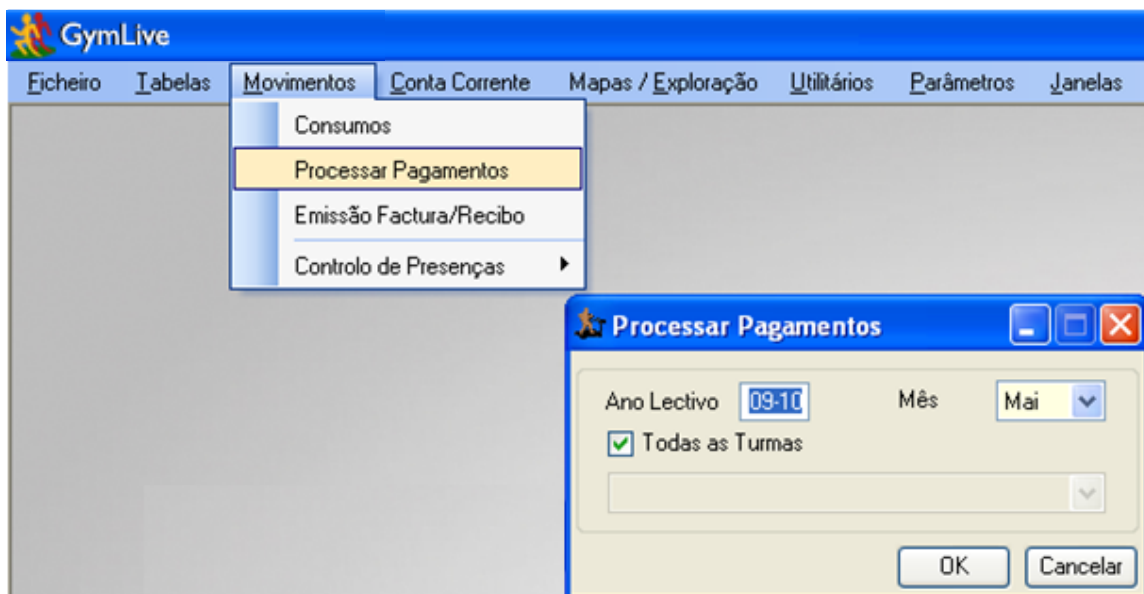 GymLive
Ficheiro Tabelas Movimentos Conta Corrente Mapas / Exploração Utilitários Parâmetros Janelas
Consumos
Processar Pagamentos
Emissão Factura/Recibo
Controlo de Presenças
Processar Pagamentos
Ano Lectivo 09-10 Mês Mai
Todas as Turmas
OK Cancelar